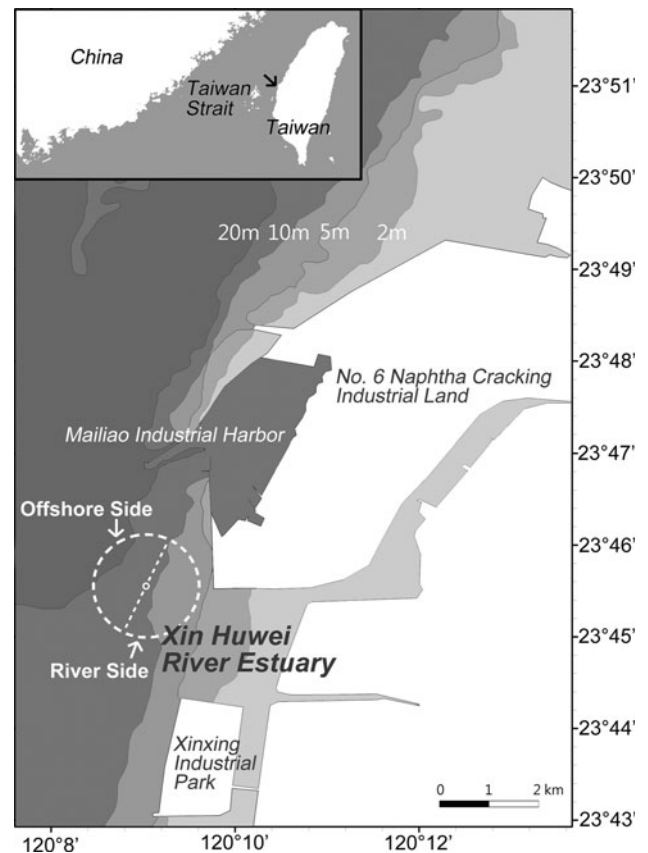 China
Taiwan
Strait
Taiwan
23°51'
23°50'
20m 10m 5m 2m
23°49'
23°48'
No. 6 Naphtha Cracking
Industrial Land
Mailiao Industrial Harbor
23°47'
Offshore Side
23°46'
Xin Huwei
River Estuary
23°45'
River Side
23°44'
Xinxing
Industrial
Park
0 1 2 km
23°43'
120°8' 120°10' 120°12'